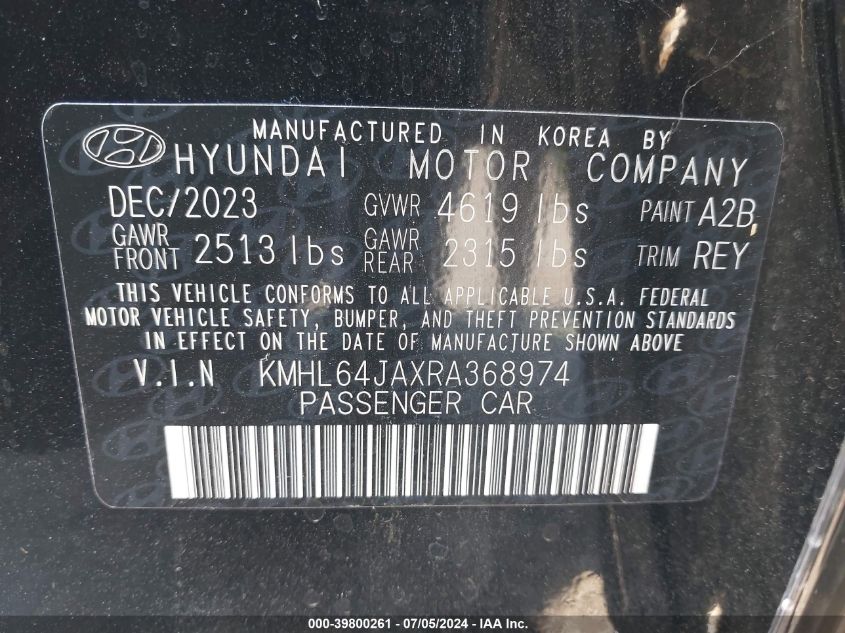 MANUFACTURED IN KOREA BY
HYUNDAI MOTOR COMPANY
DEC/2023 GVWR 4619 lbs PAINT A2B
GAWR FRONT 2513 lbs GAWR REAR 2315 lbs TRIM REY
THIS VEHICLE CONFORMS TO ALL APPLICABLE U.S.A. FEDERAL
MOTOR VEHICLE SAFETY, BUMPER, AND THEFT PREVENTION STANDARDS
IN EFFECT ON THE DATE OF MANUFACTURE SHOWN ABOVE
V.I.N KMHL64JAXRA368974
PASSENGER CAR
000-39800261 - 07/05/2024 - IAA Inc.